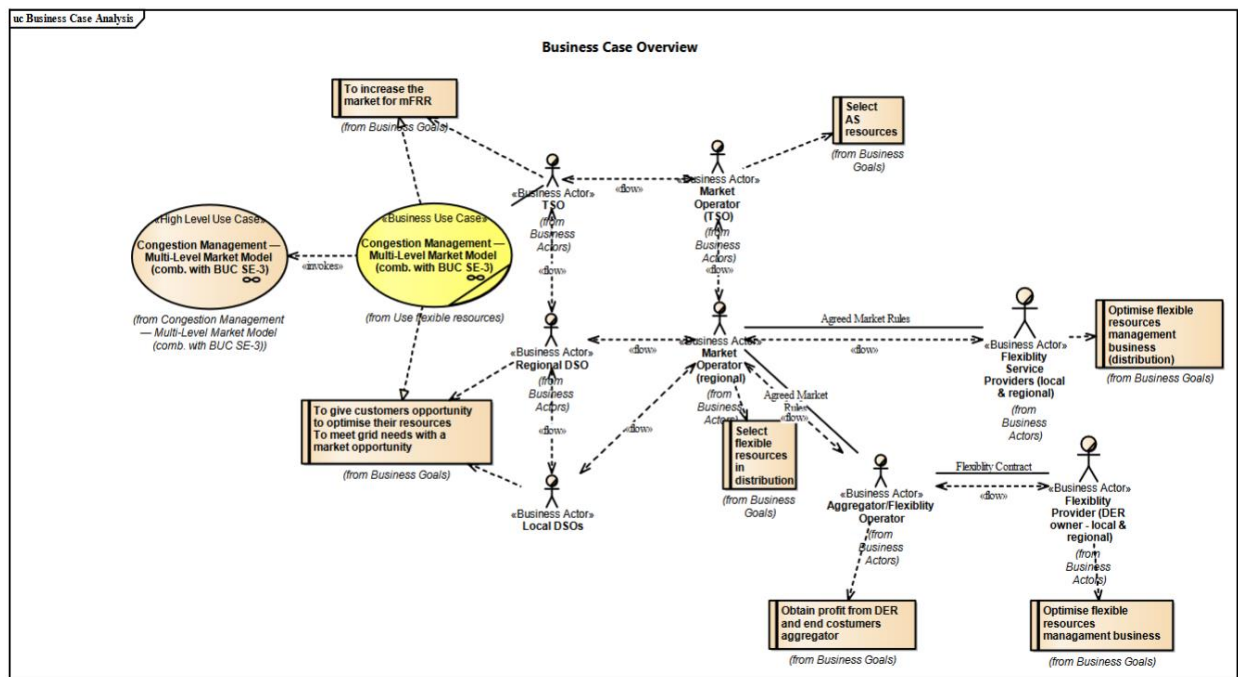 uc Business Case Analysis
Business Case Overview
To increase the
market for mFRR
(from Business Goals)
Select
AS
resources
(from Business
Goals)
«Business Actor»
TSO
(from
Business
Actors)
«flow»
«Business Actor»
Market
Operator
(TSO)
(from
Business
Actors)
«flow»
«flow»
«High Level Use Case»
Congestion Management —
Multi-Level Market Model
(comb. with BUC SE-3)
(from Congestion Management
— Multi-Level Market Model
(comb. with BUC SE-3))
«invokes»
«Business Use Case»
Congestion Management —
Multi-Level Market Model
(comb. with BUC SE-3)
(from Use flexible resources)
«Business Actor»
Regional DSO
(from
Business
Actors)
«flow»
«flow»
«Business Actor»
Market
Operator
(regional)
(from
Business
Actors)
Agreed Market Rules
«flow»
«Business Actor»
Flexiblity
Service
Providers (local
& regional)
(from
Business
Actors)
Optimise flexible
resources
management
business
(distribution)
(from Business Goals)
To give customers opportunity
to optimise their resources
To meet grid needs with a
market opportunity
(from Business Goals)
«flow»
Agreed Market
Rules
«flow»
Select
flexible
resources
in
distribution
(from Business
Goals)
«Business Actor»
Local DSOs
«Business Actor»
Aggregator/Flexiblity
Operator
(from
Business
Actors)
Flexiblity Contract
«flow»
«Business Actor»
Flexiblity
Provider (DER
owner - local &
regional)
(from
Business
Actors)
Obtain profit from DER
and end costumers
aggregator
(from Business Goals)
Optimise flexible
resources
managament business
(from Business Goals)